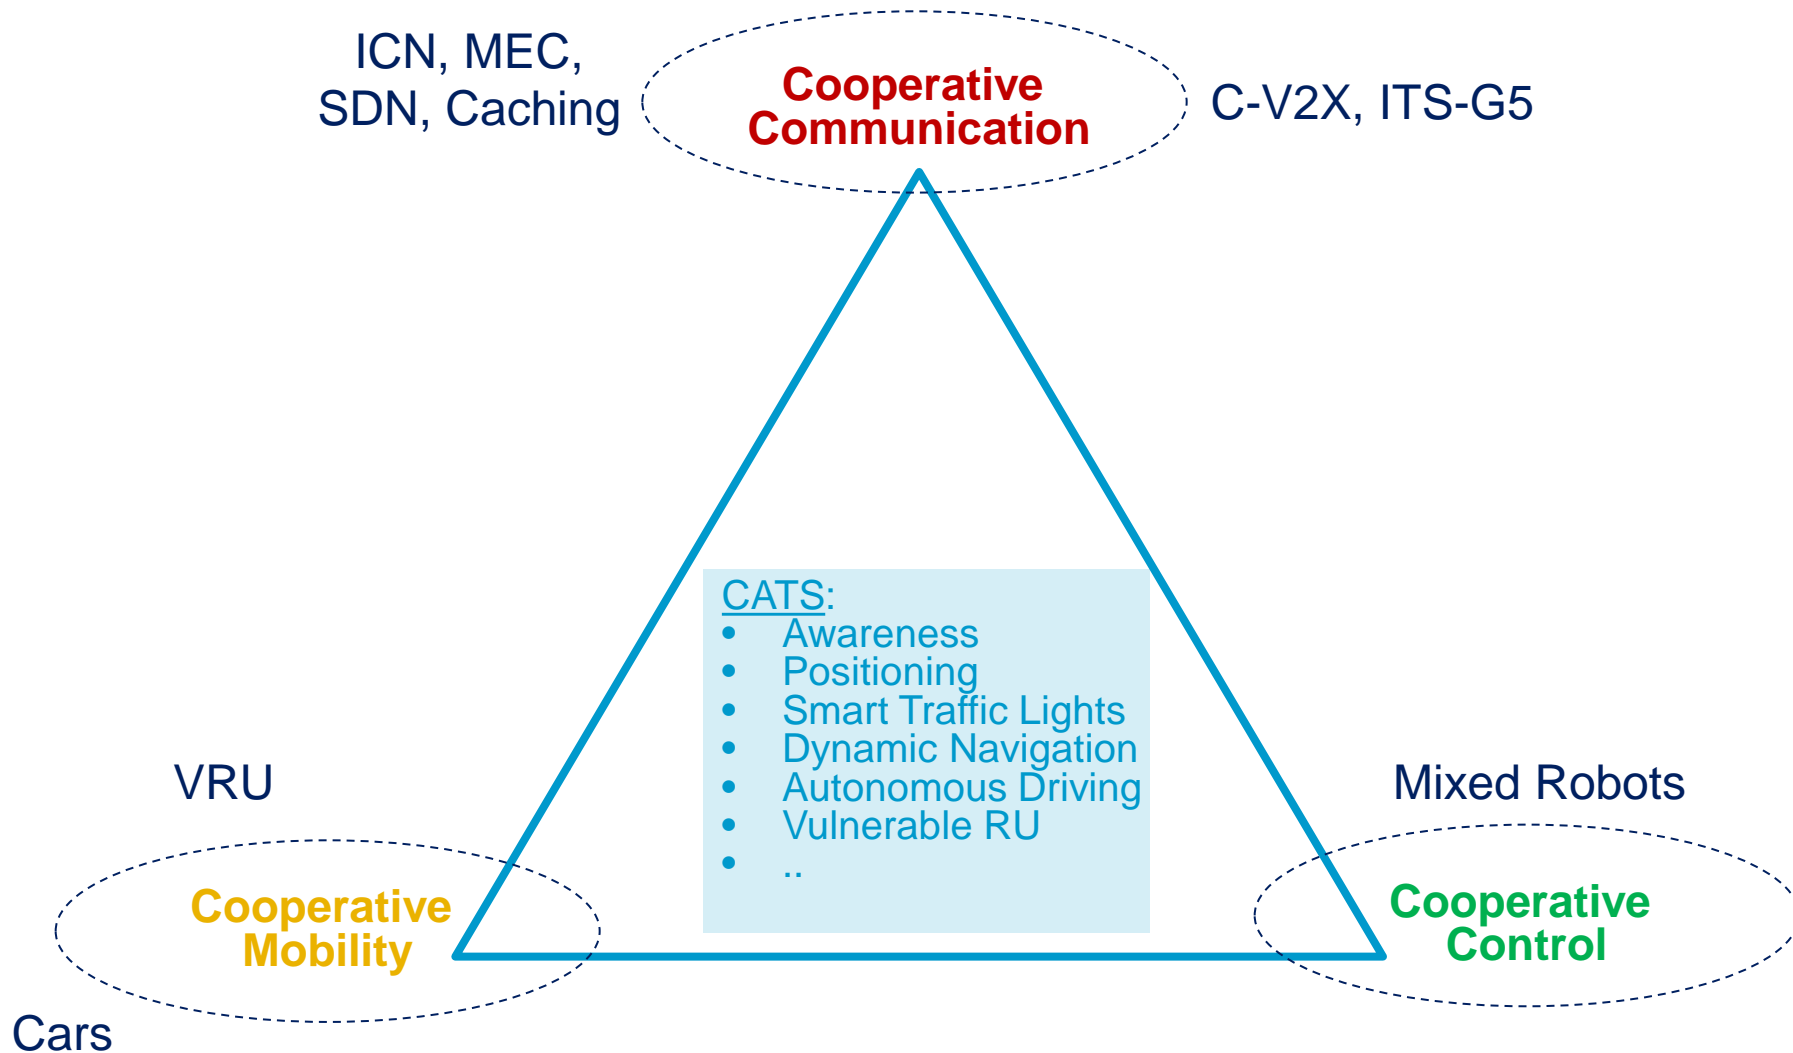 ICN, MEC,
SDN, Caching
Cooperative
Communication
C-V2X, ITS-G5
CATS:
• Awareness
• Positioning
• Smart Traffic Lights
• Dynamic Navigation
• Autonomous Driving
• Vulnerable RU
• ..
VRU
Cooperative
Mobility
Cars
Mixed Robots
Cooperative
Control